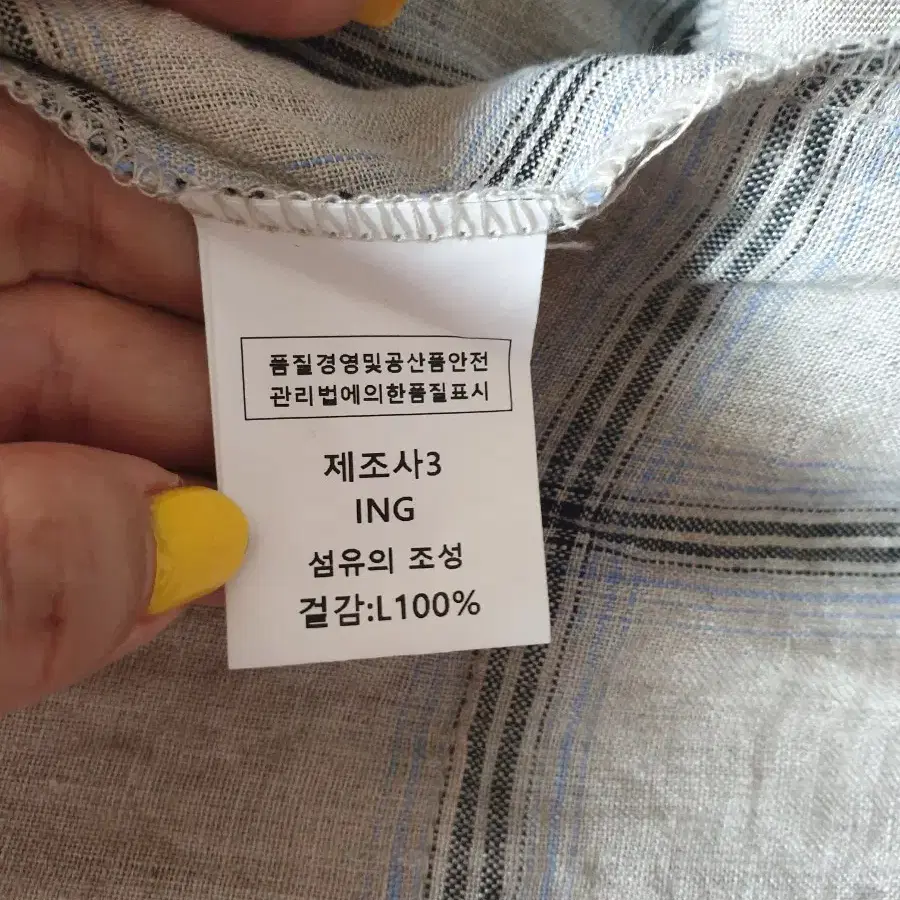 품질경영및공산품안전
관리법에의한품질표시
제조사3
ING
섬유의 조성
겉감:L100%